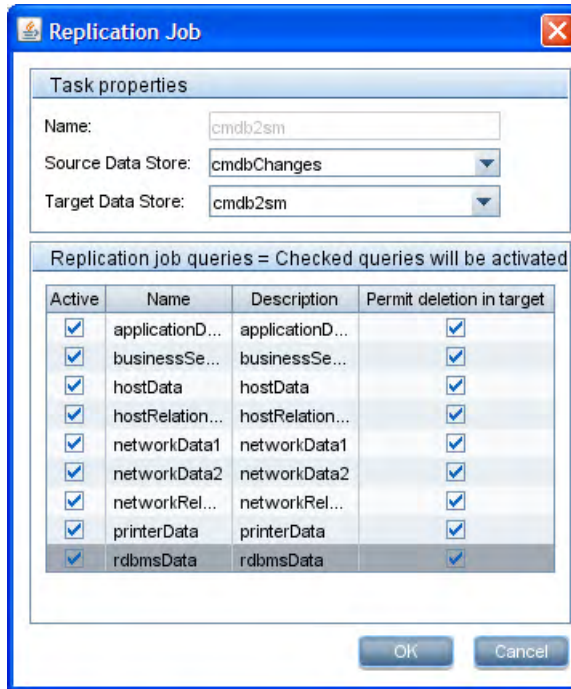 Replication Job
Task properties
Name: cmdb2sm
Source Data Store: cmdbChanges
Target Data Store: cmdb2sm
Replication job queries = Checked queries will be activated
Active Name Description Permit deletion in target
applicationD... applicationD...
businessSe... businessSe...
hostData hostData
hostRelation... hostRelation...
networkData1 networkData1
networkData2 networkData2
networkRel... networkRel...
printerData printerData
rdbmsData rdbmsData
OK Cancel